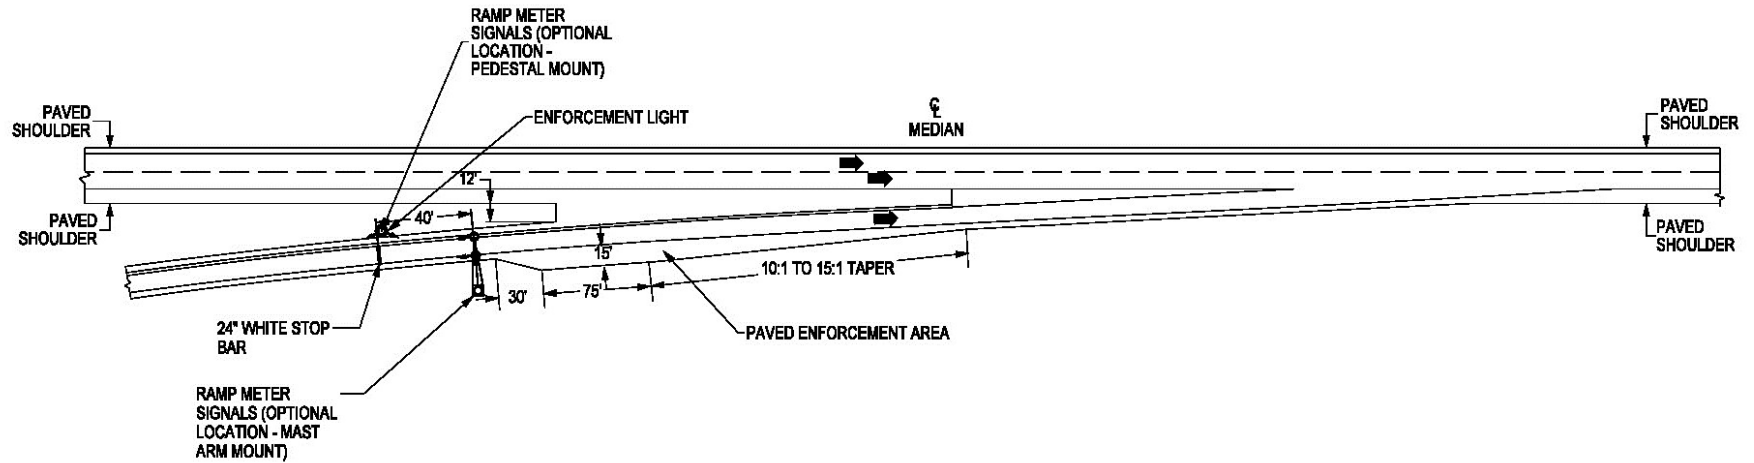 RAMP METER
SIGNALS (OPTIONAL
LOCATION -
PEDESTAL MOUNT)
PAVED
SHOULDER
ENFORCEMENT LIGHT
℄
MEDIAN
PAVED
SHOULDER
12'
40'
PAVED
SHOULDER
PAVED
SHOULDER
15'
10:1 TO 15:1 TAPER
30'
75'
24" WHITE STOP
BAR
PAVED ENFORCEMENT AREA
RAMP METER
SIGNALS (OPTIONAL
LOCATION - MAST
ARM MOUNT)